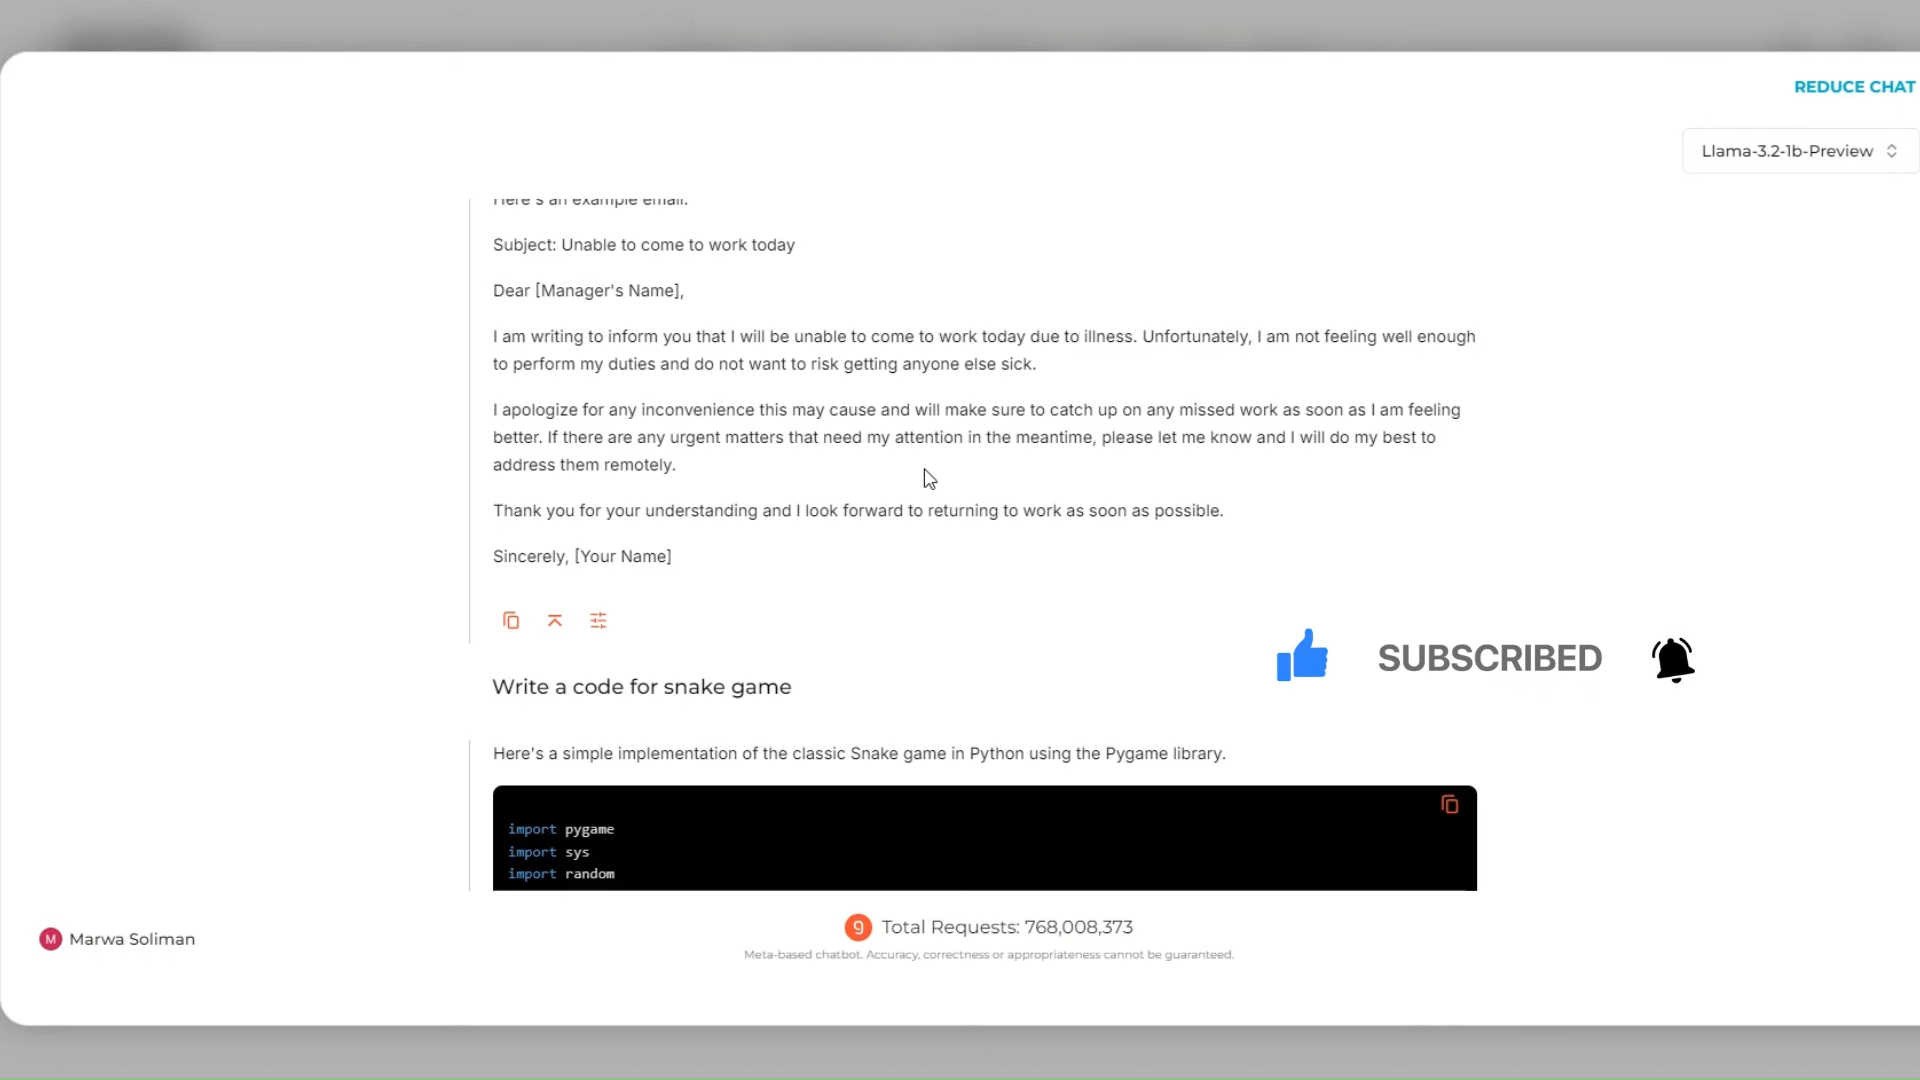 REDUCE CHAT
Llama-3.2-1b-Preview
Here's an example email.
Subject: Unable to come to work today
Dear [Manager's Name],
I am writing to inform you that I will be unable to come to work today due to illness. Unfortunately, I am not feeling well enough
to perform my duties and do not want to risk getting anyone else sick.
I apologize for any inconvenience this may cause and will make sure to catch up on any missed work as soon as I am feeling
better. If there are any urgent matters that need my attention in the meantime, please let me know and I will do my best to
address them remotely.
Thank you for your understanding and I look forward to returning to work as soon as possible.
Sincerely, [Your Name]
SUBSCRIBED
Write a code for snake game
Here's a simple implementation of the classic Snake game in Python using the Pygame library.
import pygame
import sys
import random
M Marwa Soliman
g Total Requests: 768,008,373
Meta-based chatbot. Accuracy, correctness or appropriateness cannot be guaranteed.